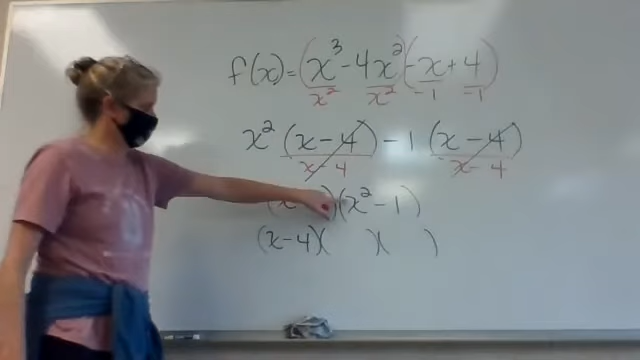 f(x) = (x³ - 4x²)(-x + 4)
x² x² -1 -1
x² (x - 4) - 1 (x - 4)
x - 4 x - 4
(x )(x² - 1)
(x - 4)( )( )